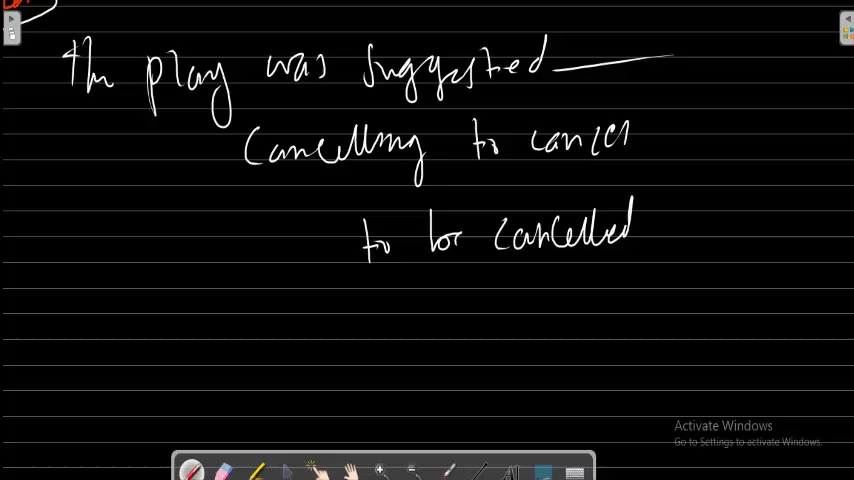 The play was suggested
cancelling to cancel
to be cancelled
Activate Windows
Go to Settings to activate Windows.